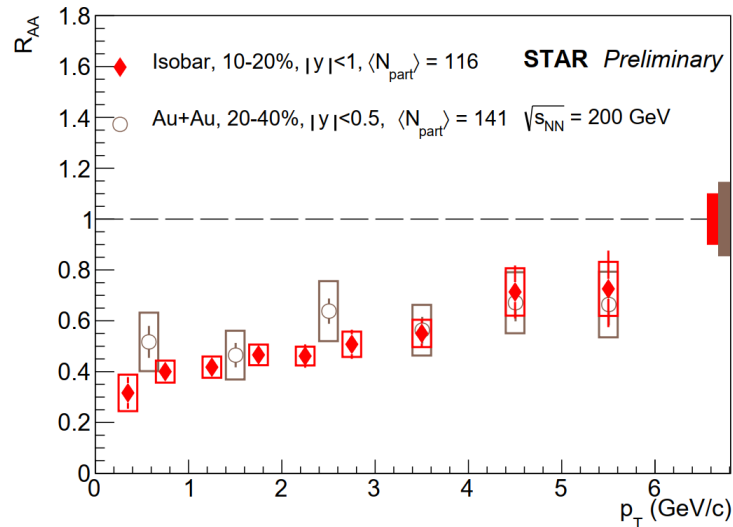 R_AA
1.8
1.6
1.4
1.2
1
0.8
0.6
0.4
0.2
0
Isobar, 10-20%, |y|<1, ⟨N_part⟩ = 116
STAR Preliminary
Au+Au, 20-40%, |y|<0.5, ⟨N_part⟩ = 141 √s_NN = 200 GeV
0 1 2 3 4 5 6
p_T (GeV/c)